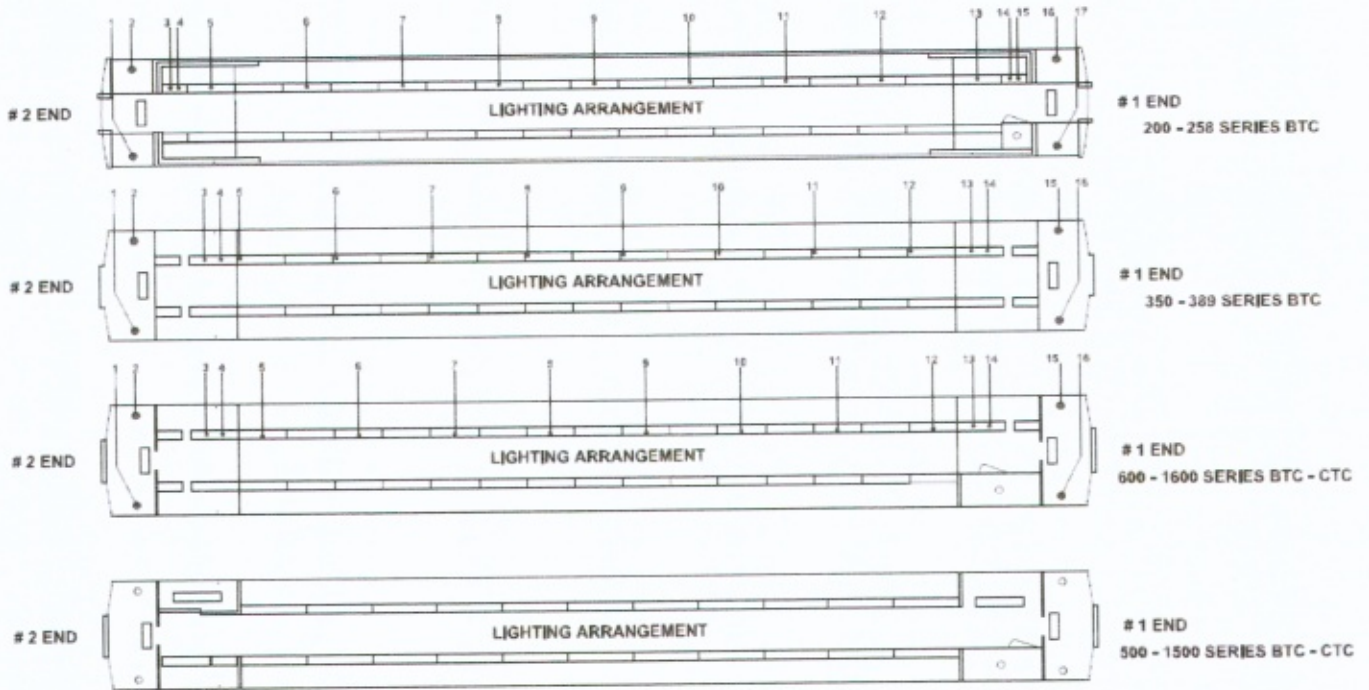 1 2 3 4 5 6 7 8 9 10 11 12 13 14 15 16 17
# 2 END
LIGHTING ARRANGEMENT
# 1 END
200 - 258 SERIES BTC
1 2 3 4 5 6 7 8 9 10 11 12 13 14 15 16
# 2 END
LIGHTING ARRANGEMENT
# 1 END
350 - 389 SERIES BTC
1 2 3 4 5 6 7 8 9 10 11 12 13 14 15 16
# 2 END
LIGHTING ARRANGEMENT
# 1 END
600 - 1600 SERIES BTC - CTC
# 2 END
LIGHTING ARRANGEMENT
# 1 END
500 - 1500 SERIES BTC - CTC